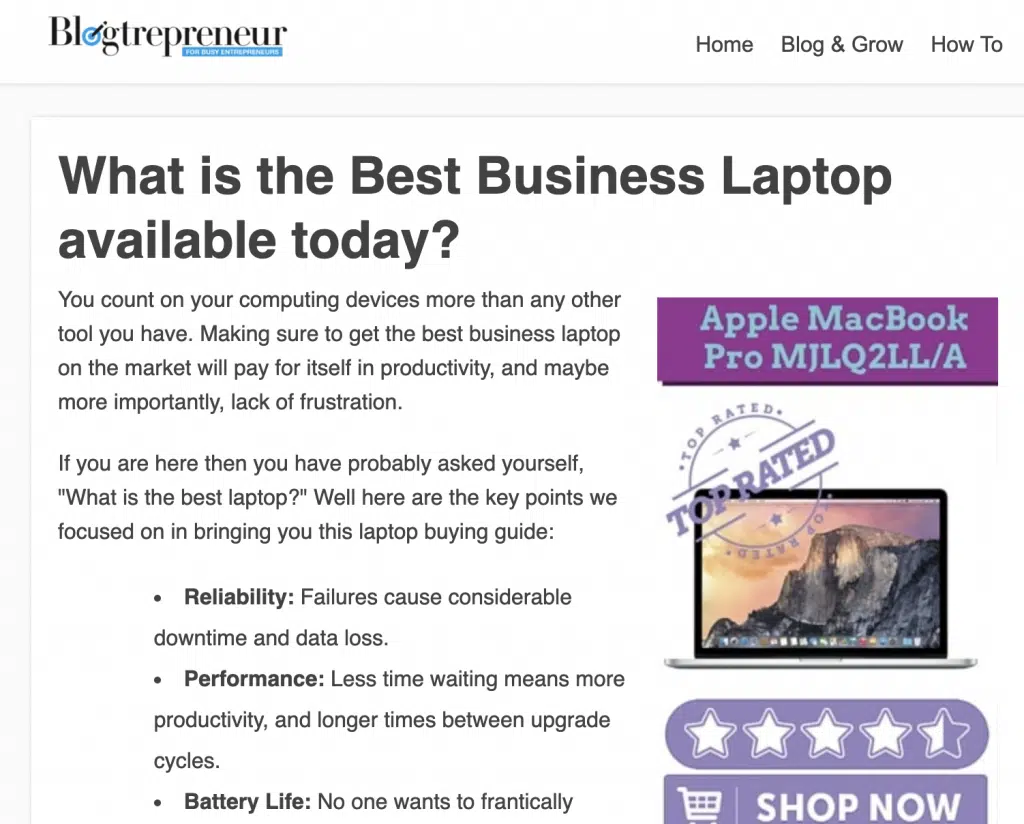 Blogtrepreneur
FOR BUSY ENTREPRENEURS
Home Blog & Grow How To
What is the Best Business Laptop
available today?
You count on your computing devices more than any other
tool you have. Making sure to get the best business laptop
on the market will pay for itself in productivity, and maybe
more importantly, lack of frustration.
If you are here then you have probably asked yourself,
"What is the best laptop?" Well here are the key points we
focused on in bringing you this laptop buying guide:
• Reliability: Failures cause considerable
downtime and data loss.
• Performance: Less time waiting means more
productivity, and longer times between upgrade
cycles.
• Battery Life: No one wants to frantically
Apple MacBook
Pro MJLQ2LL/A
TOP RATED
TOP RATED
TOP RATED
SHOP NOW